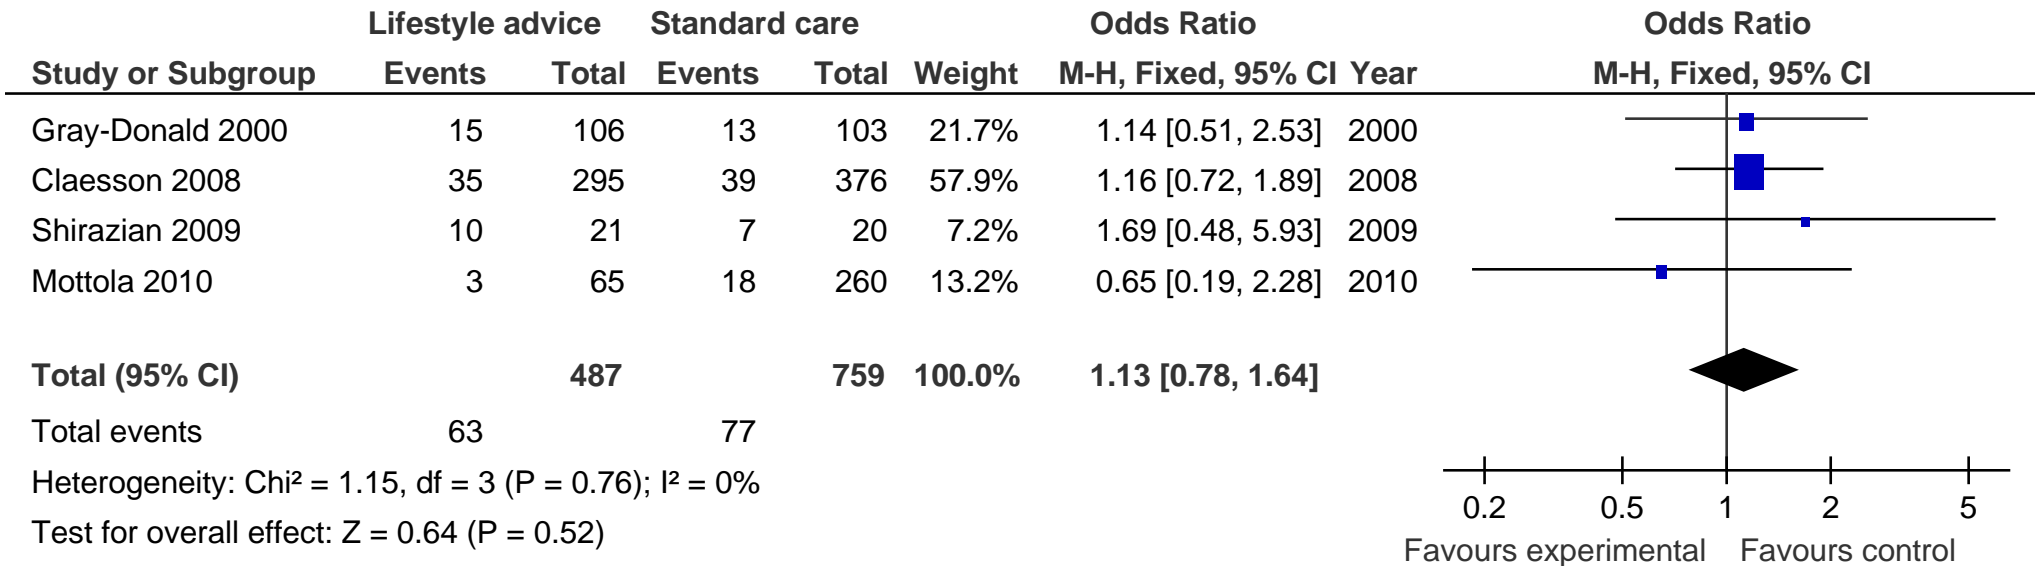 Lifestyle advice Standard care Odds Ratio Odds Ratio
Study or Subgroup Events Total Events Total Weight M-H, Fixed, 95% CI Year M-H, Fixed, 95% CI
Gray-Donald 2000 15 106 13 103 21.7% 1.14 [0.51, 2.53] 2000
Claesson 2008 35 295 39 376 57.9% 1.16 [0.72, 1.89] 2008
Shirazian 2009 10 21 7 20 7.2% 1.69 [0.48, 5.93] 2009
Mottola 2010 3 65 18 260 13.2% 0.65 [0.19, 2.28] 2010
Total (95% CI) 487 759 100.0% 1.13 [0.78, 1.64]
Total events 63 77
Heterogeneity: Chi² = 1.15, df = 3 (P = 0.76); I² = 0%
Test for overall effect: Z = 0.64 (P = 0.52)
0.2 0.5 1 2 5
Favours experimental Favours control